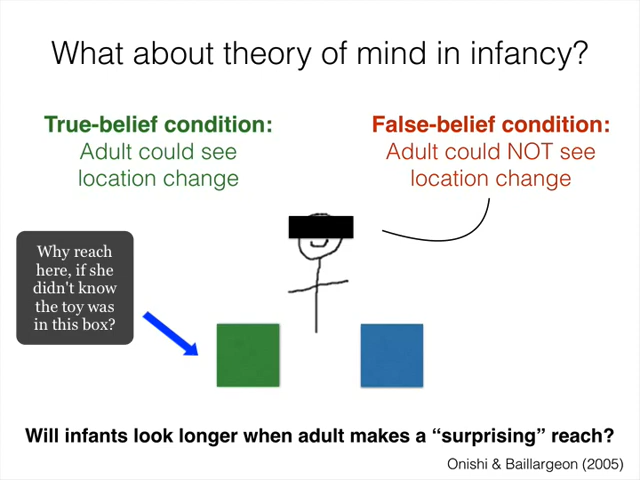 What about theory of mind in infancy?
True-belief condition:
Adult could see
location change
False-belief condition:
Adult could NOT see
location change
Why reach
here, if she
didn't know
the toy was
in this box?
Will infants look longer when adult makes a “surprising” reach?
Onishi & Baillargeon (2005)